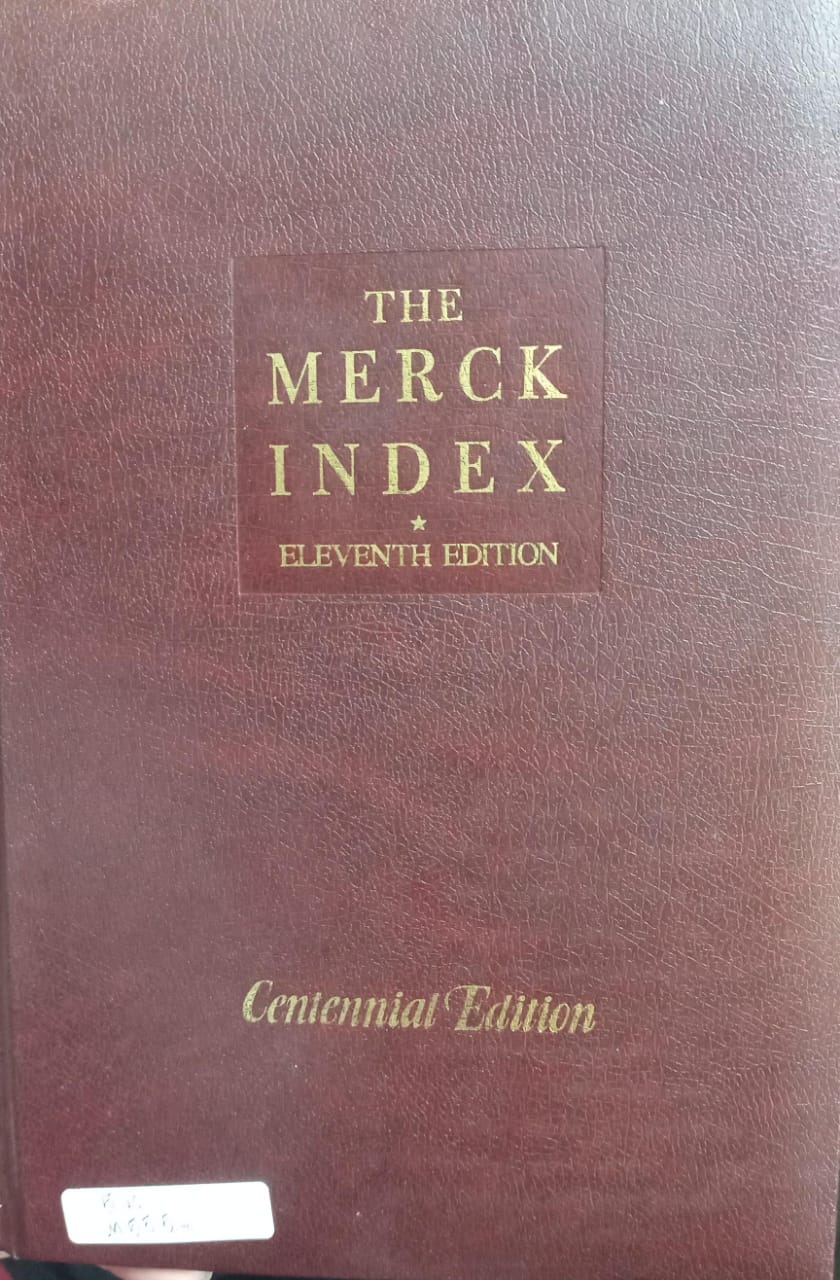 THE
MERCK
INDEX
ELEVENTH EDITION
Centennial Edition